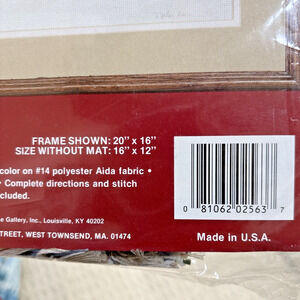 FRAME SHOWN: 20" x 16"
SIZE WITHOUT MAT: 16" x 12"
color on #14 polyester Aida fabric •
• Complete directions and stitch
cluded.
e Gallery, Inc., Louisville, KY 40202
STREET, WEST TOWNSEND, MA. 01474
0 81062 02563 7
Made in U.S.A.